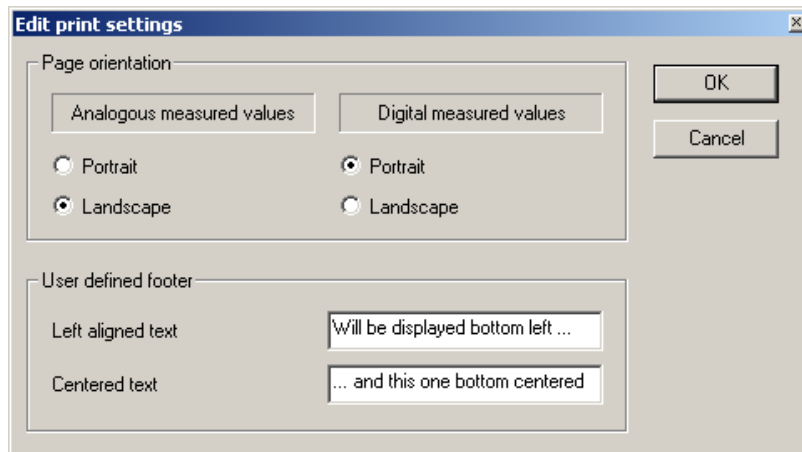 Edit print settings
Page orientation
OK
Analogous measured values Digital measured values
Cancel
Portrait Portrait
Landscape Landscape
User defined footer
Left aligned text Will be displayed bottom left ...
Centered text ... and this one bottom centered